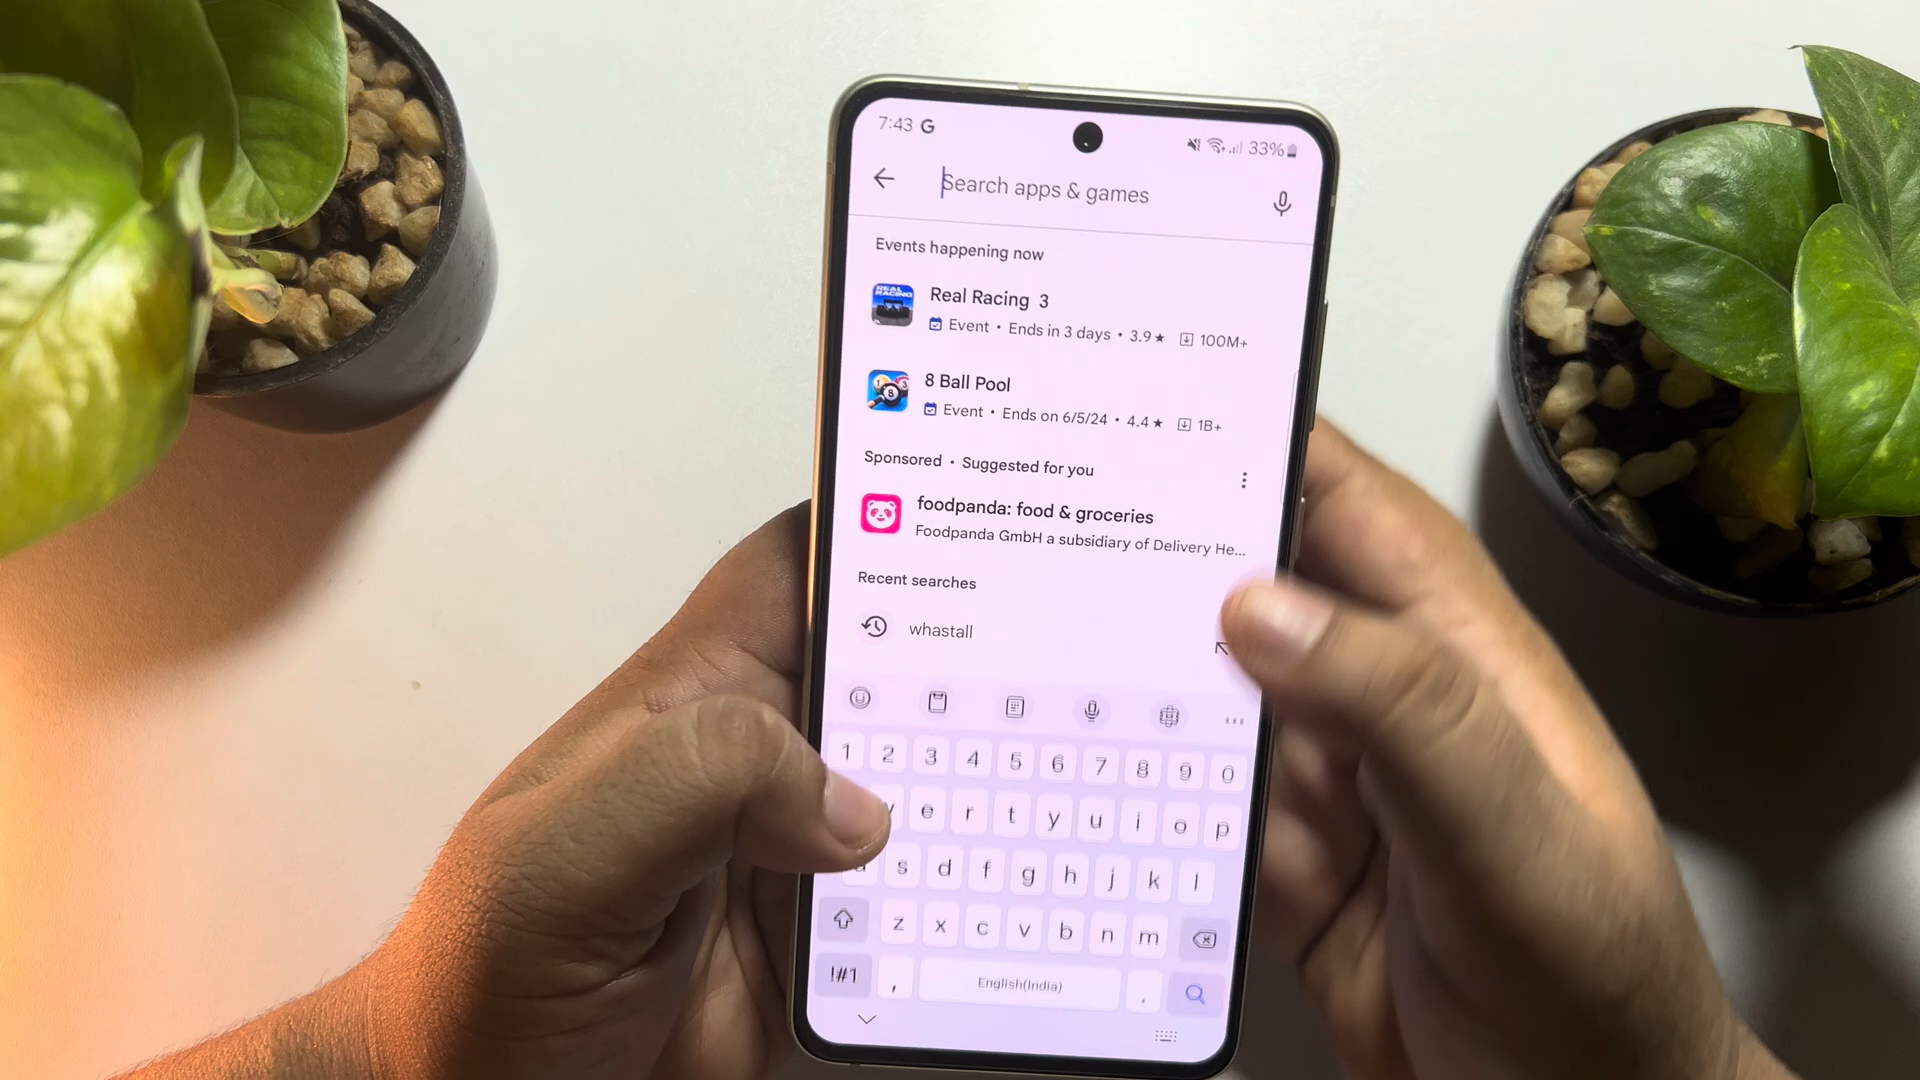 7:43 G 33%
Search apps & games
Events happening now
REAL RACING
Real Racing 3
Event • Ends in 3 days • 3.9 ★ 100M+
8 Ball Pool
Event • Ends on 6/5/24 • 4.4 ★ 1B+
Sponsored • Suggested for you
foodpanda: food & groceries
Foodpanda GmbH a subsidiary of Delivery He...
Recent searches
whastall
1 2 3 4 5 6 7 8 9 0
e r t y u i o p
s d f g h j k l
z x c v b n m
!#1 , English(India) .